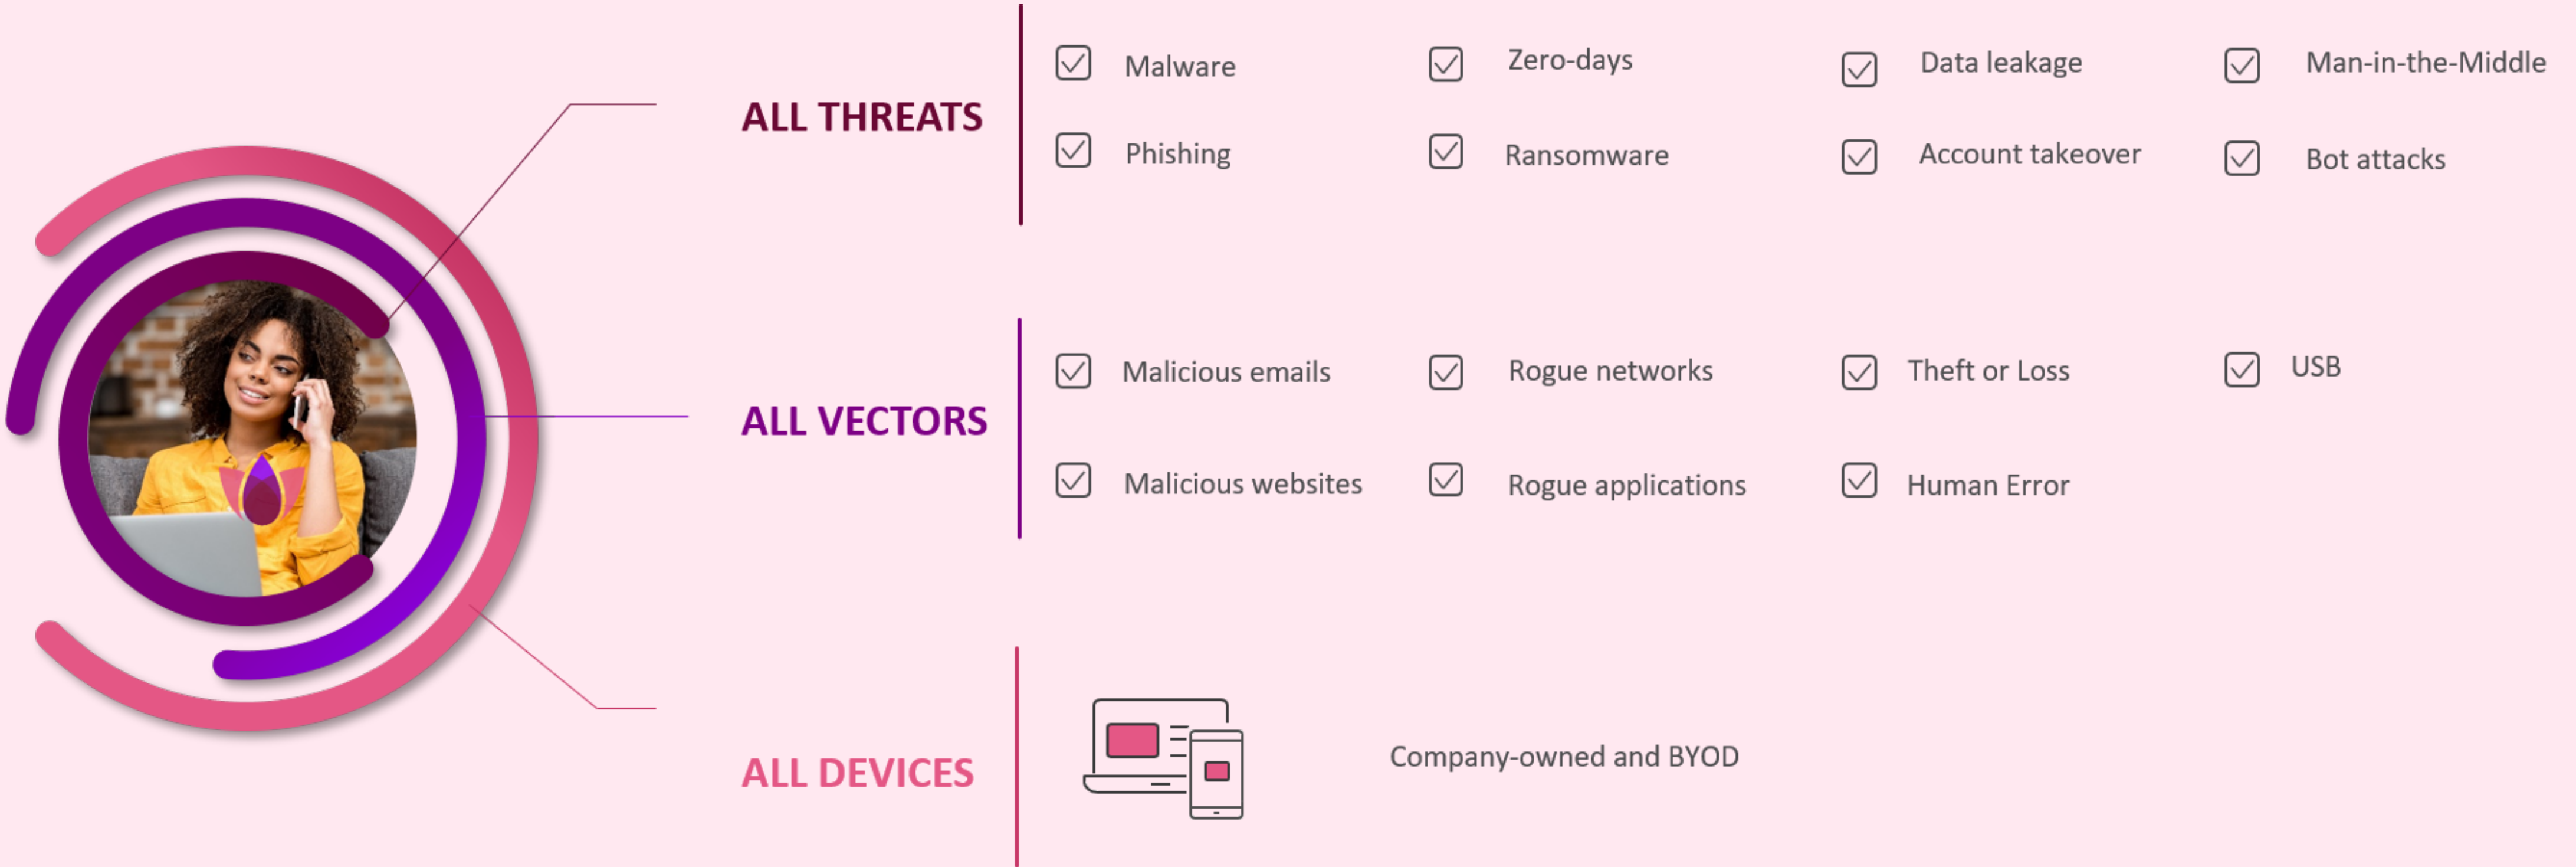 ALL THREATS
Malware
Zero-days
Data leakage
Man-in-the-Middle
Phishing
Ransomware
Account takeover
Bot attacks
ALL VECTORS
Malicious emails
Rogue networks
Theft or Loss
USB
Malicious websites
Rogue applications
Human Error
ALL DEVICES
Company-owned and BYOD